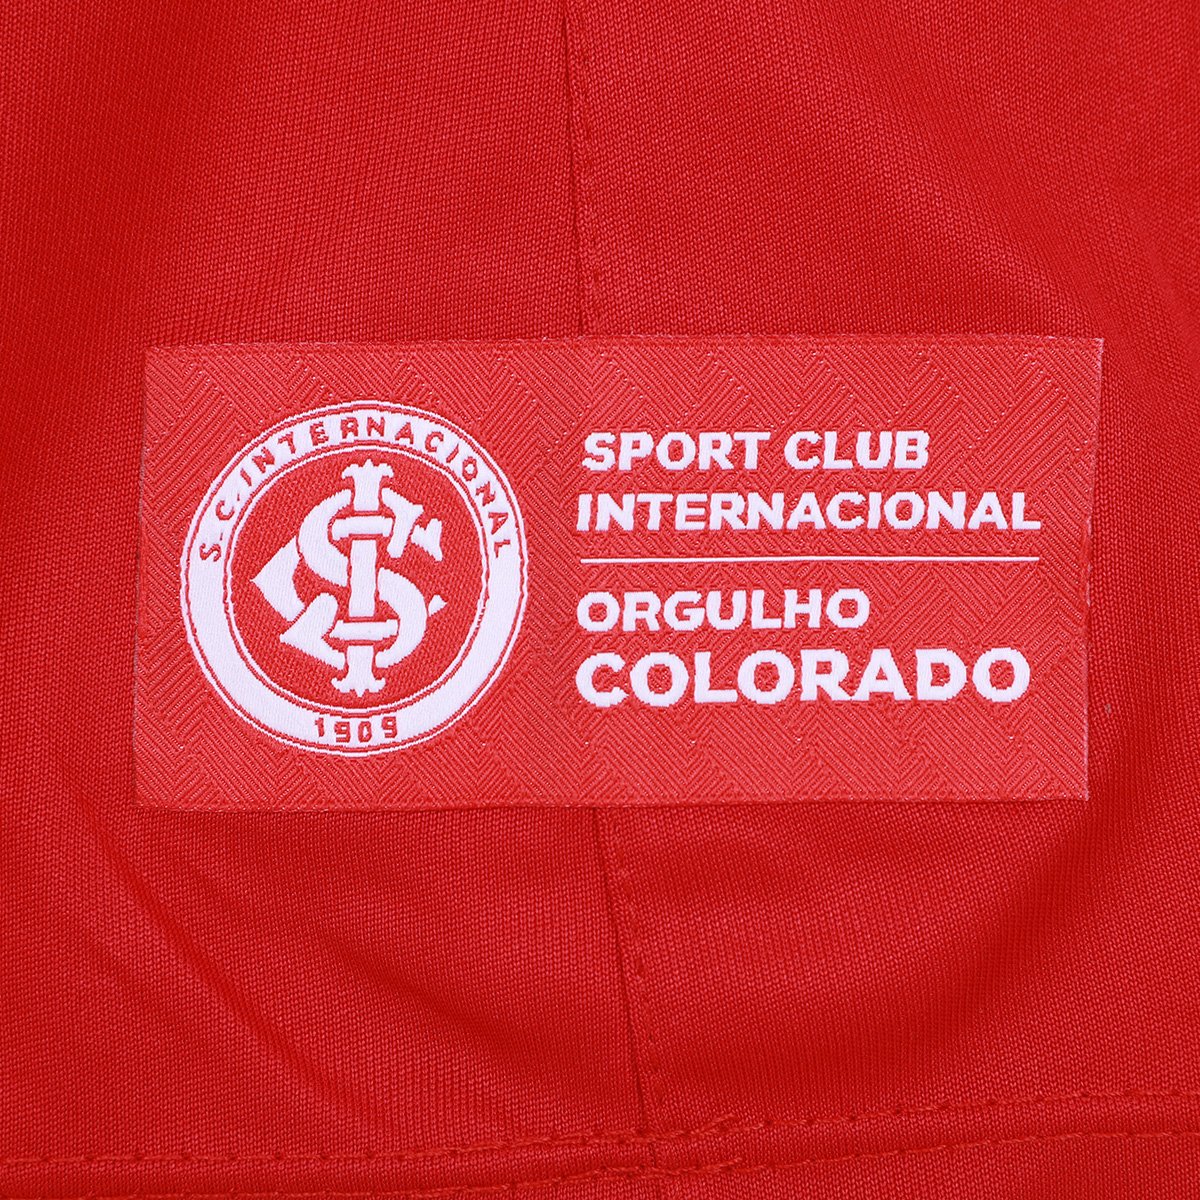 S. C. INTERNACIONAL
1909
SPORT CLUB
INTERNACIONAL
ORGULHO
COLORADO